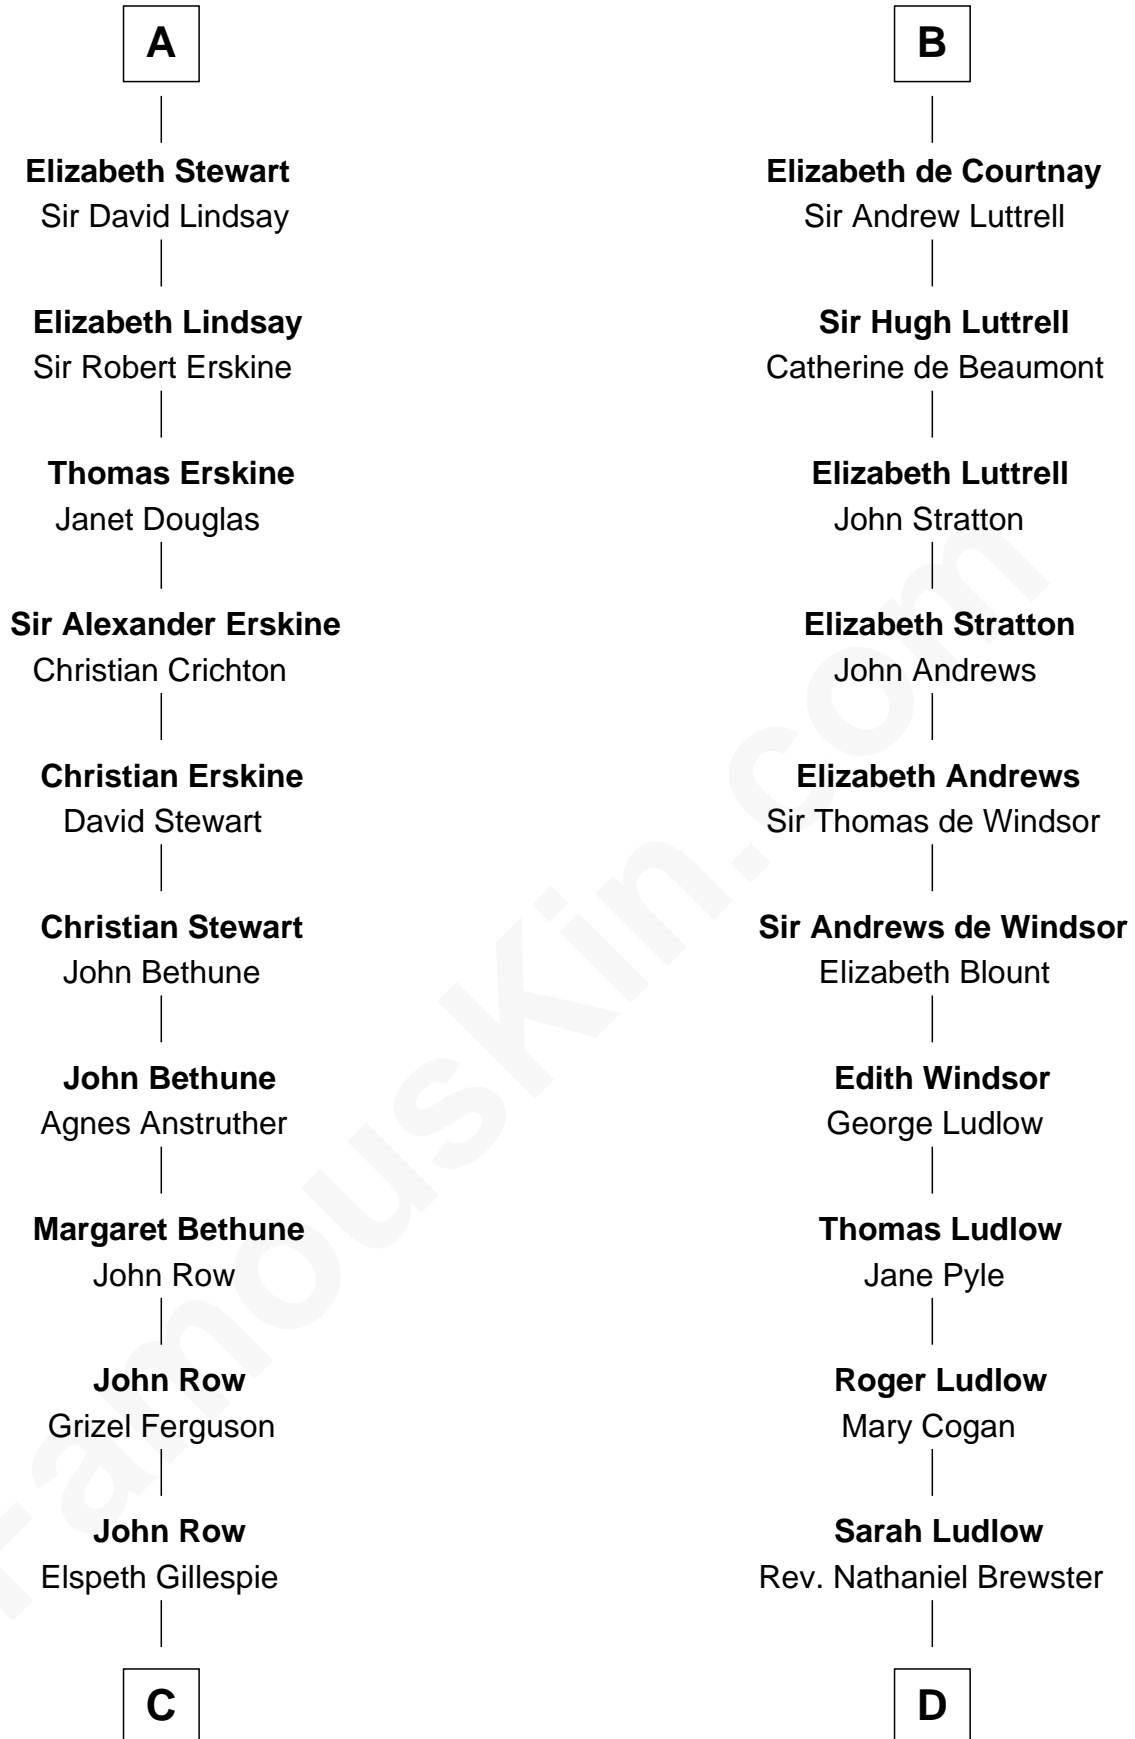 A
Elizabeth Stewart
Sir David Lindsay
Elizabeth Lindsay
Sir Robert Erskine
Thomas Erskine
Janet Douglas
Sir Alexander Erskine
Christian Crichton
Christian Erskine
David Stewart
Christian Stewart
John Bethune
John Bethune
Agnes Anstruther
Margaret Bethune
John Row
John Row
Grizel Ferguson
John Row
Elspeth Gillespie
C
B
Elizabeth de Courtnay
Sir Andrew Luttrell
Sir Hugh Luttrell
Catherine de Beaumont
Elizabeth Luttrell
John Stratton
Elizabeth Stratton
John Andrews
Elizabeth Andrews
Sir Thomas de Windsor
Sir Andrews de Windsor
Elizabeth Blount
Edith Windsor
George Ludlow
Thomas Ludlow
Jane Pyle
Roger Ludlow
Mary Cogan
Sarah Ludlow
Rev. Nathaniel Brewster
D
FamousKin.com